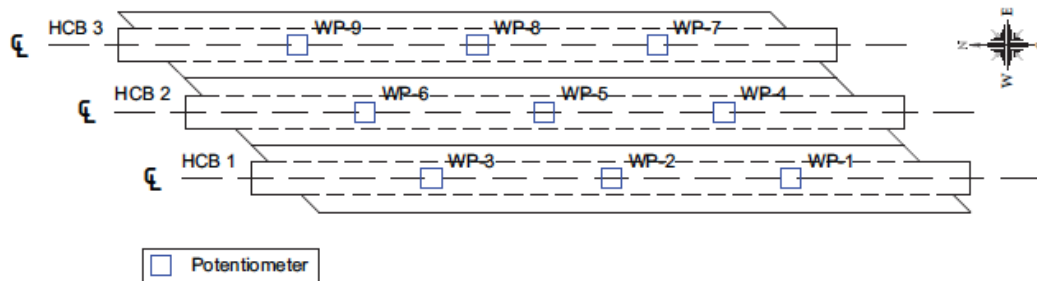 HCB 3 WP-9 WP-8 WP-7
℄
HCB 2 WP-6 WP-5 WP-4
℄
HCB 1 WP-3 WP-2 WP-1
℄
E
N
W
Potentiometer